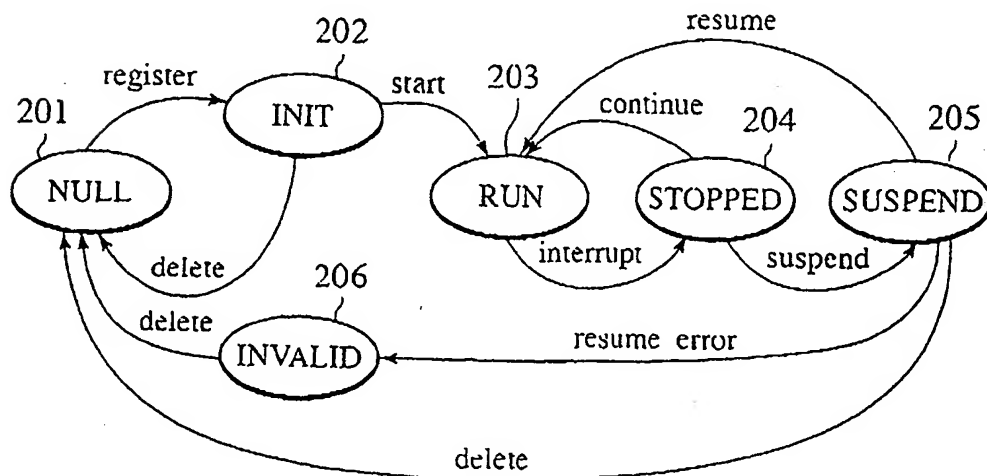 resume
202
register
start
203
continue
201
INIT
204
205
NULL
RUN
STOPPED
SUSPEND
delete
interrupt
suspend
206
delete
resume error
INVALID
delete